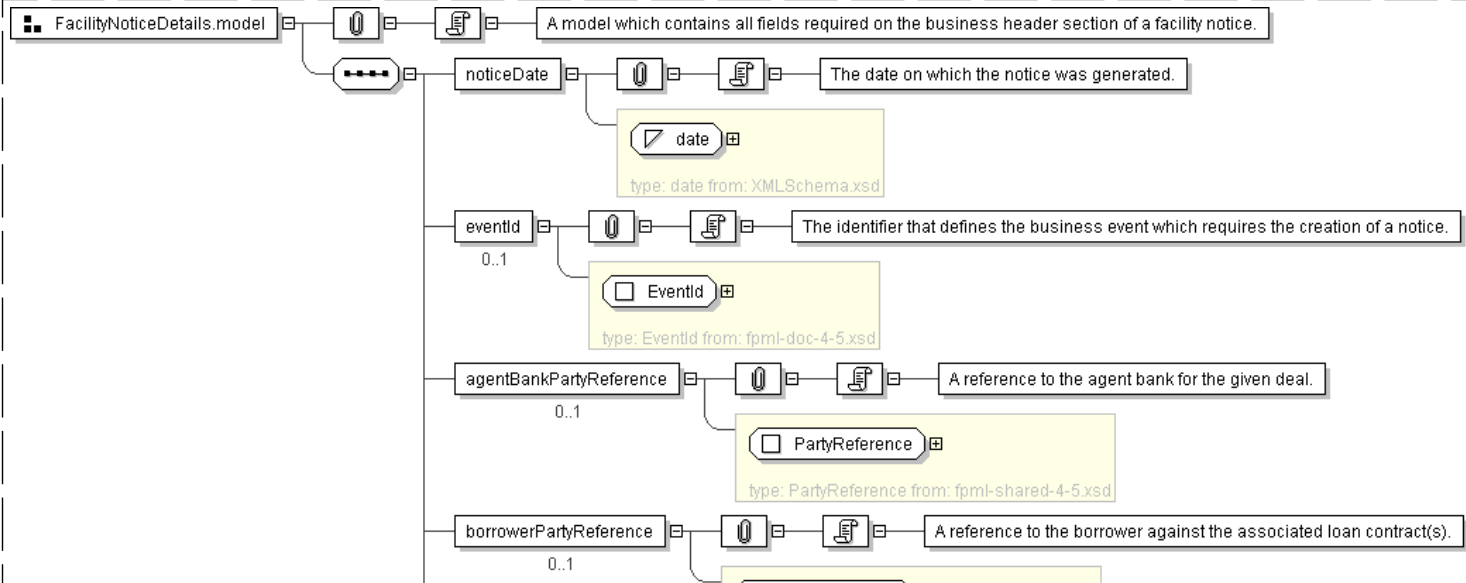 FacilityNoticeDetails.model
A model which contains all fields required on the business header section of a facility notice.
noticeDate
The date on which the notice was generated.
date
type: date from: XMLSchema.xsd
eventId
The identifier that defines the business event which requires the creation of a notice.
0..1
EventId
type: EventId from: fpml-doc-4-5.xsd
agentBankPartyReference
A reference to the agent bank for the given deal.
0..1
PartyReference
type: PartyReference from: fpml-shared-4-5.xsd
borrowerPartyReference
A reference to the borrower against the associated loan contract(s).
0..1